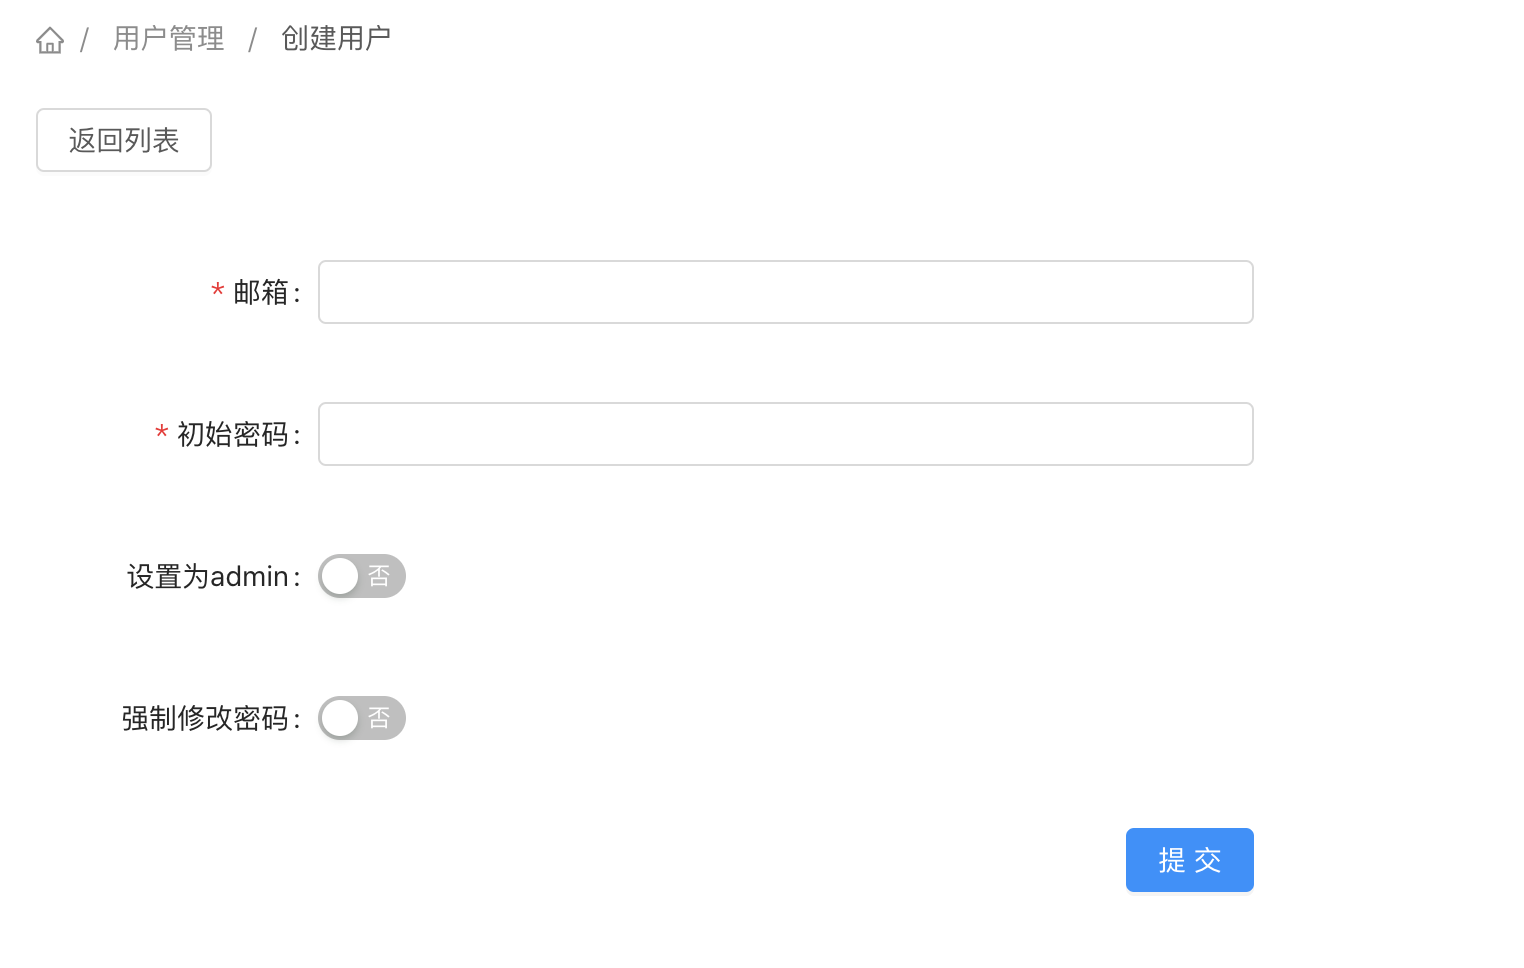 / 用户管理 / 创建用户
返回列表
* 邮箱:
* 初始密码:
设置为admin: 否
强制修改密码: 否
提 交